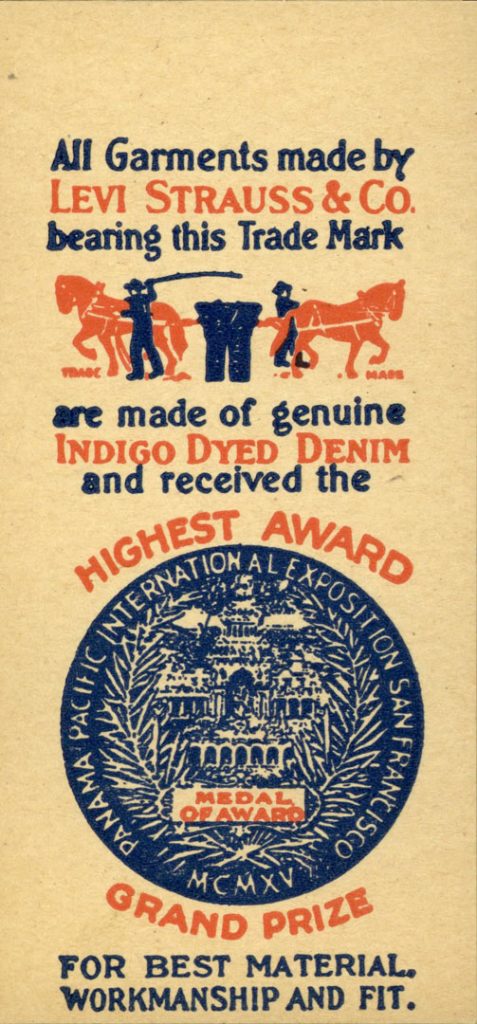 All Garments made by
LEVI STRAUSS & CO.
bearing this Trade Mark
TRADE MARK
are made of genuine
INDIGO DYED DENIM
and received the
HIGHEST AWARD
PANAMA PACIFIC INTERNATIONAL EXPOSITION SAN FRANCISCO
MEDAL
OF AWARD
MCMXV
GRAND PRIZE
FOR BEST MATERIAL.
WORKMANSHIP AND FIT.